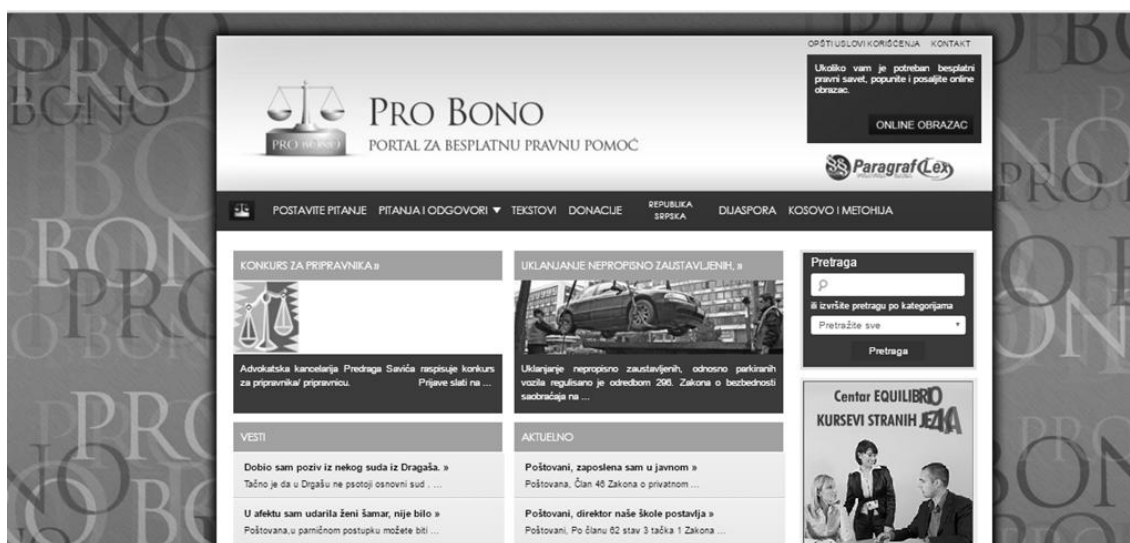 OPŠTI USLOVI KORIŠĆENJA KONTAKT
Ukoliko vam je potreban besplatni
pravni savet, popunite i posaljite online
obrazac.
ONLINE OBRAZAC
PRO BONO
PRO BONO
PORTAL ZA BESPLATNU PRAVNU POMOĆ
Paragraf Lex
POSTAVITE PITANJE PITANJA I ODGOVORI TEKSTOVI DONACIJE REPUBLIKA SRPSKA DIJASPORA KOSOVO I METOHIJA
KONKURS ZA PRIPRAVNIKA »
Advokatska kancelarija Predraga Savića raspisuje konkurs
za pripravnika/ pripravnicu. Prijave slati na ...
UKLANJANJE NEPROPISNO ZAUSTAVLJENIH, »
Uklanjanje nepropisno zaustavljenih, odnosno parkiranih
vozila regulisano je odredbom 296. Zakona o bezbednosti
saobraćaja na ...
Pretraga
ili izvršite pretragu po kategorijama
Pretražite sve
Pretraga
VESTI
Dobio sam poziv iz nekog suda iz Dragaša. »
Tačno je da u Drgašu ne psotoji osnovni sud . ...
U afektu sam udarila ženi šamar, nije bilo »
Poštovana,u parničnom postupku možete biti ...
AKTUELNO
Poštovani, zaposlena sam u javnom »
Poštovana, Član 46 Zakona o privatnom ...
Poštovani, direktor naše škole postavlja »
Poštovani, Po članu 62 stav 3 tačka 1 Zakona ...
Centar EQUILIBRIO
KURSEVI STRANIH JEZIKA